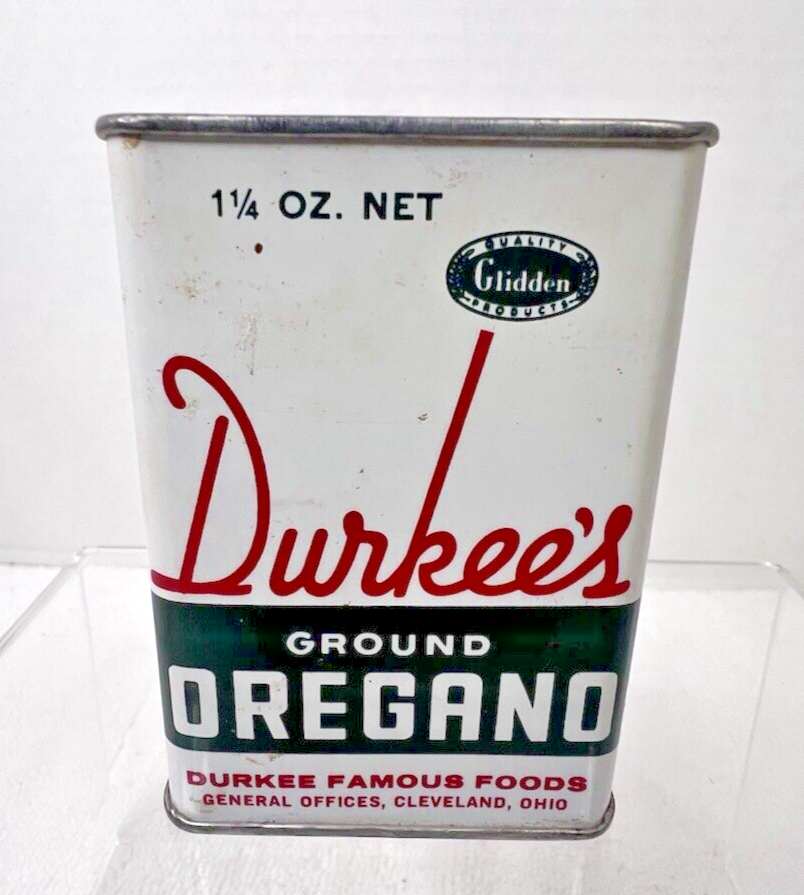 1¼ OZ. NET
QUALITY
Glidden
PRODUCTS
Durkee's
GROUND
OREGANO
DURKEE FAMOUS FOODS
GENERAL OFFICES, CLEVELAND, OHIO